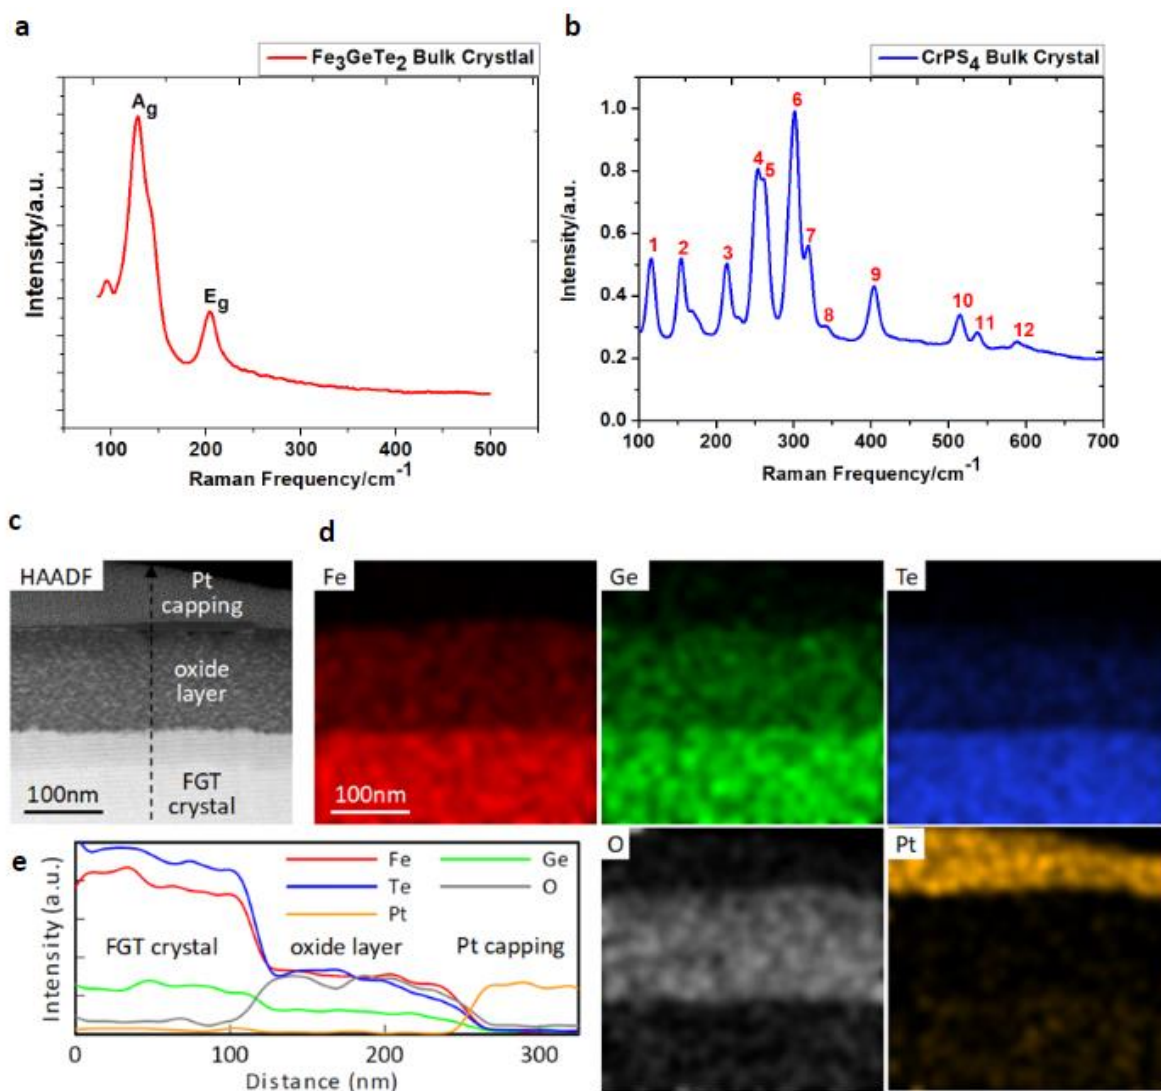 a
Fe3GeTe2 Bulk Crystlal
Ag
Eg
Intensity/a.u.
100 200 300 400 500
Raman Frequency/cm-1
b
CrPS4 Bulk Crystal
1.0
0.8
0.6
0.4
0.2
0.0
Intensity/a.u.
1 2 3 4 5 6 7 8 9 10 11 12
100 200 300 400 500 600 700
Raman Frequency/cm-1
c
HAADF
Pt
capping
oxide
layer
FGT
crystal
100nm
d
Fe
100nm
Ge
Te
O
Pt
e
Intensity (a.u.)
Fe Ge
Te O
Pt
FGT crystal oxide layer Pt capping
0 100 200 300
Distance (nm)